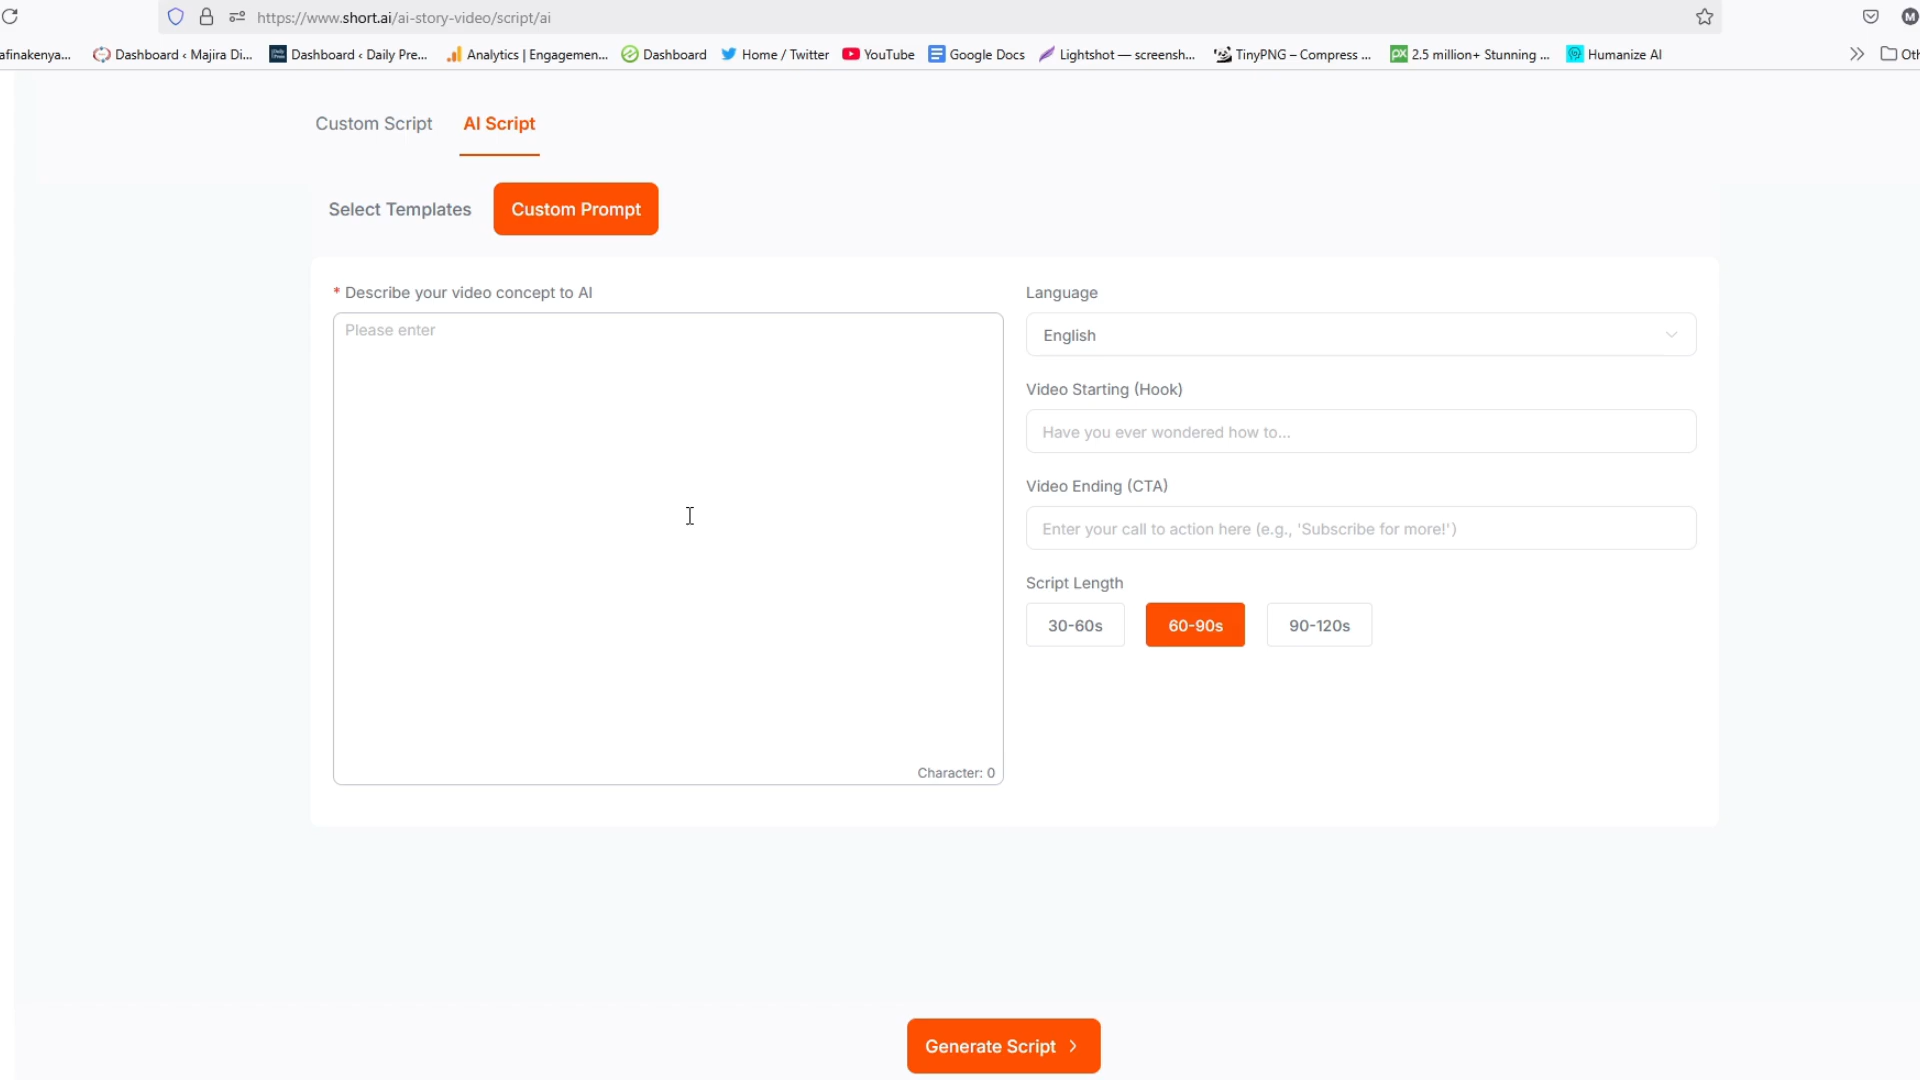 https://www.short.ai/ai-story-video/script/ai
afinakenya... Dashboard ‹ Majira Di... Dashboard ‹ Daily Pre... Analytics | Engagemen... Dashboard Home / Twitter YouTube Google Docs Lightshot — screensh... TinyPNG – Compress ... 2.5 million+ Stunning ... Humanize AI Oth
Custom Script AI Script
Select Templates Custom Prompt
* Describe your video concept to AI
Please enter
Character: 0
Language
English
Video Starting (Hook)
Have you ever wondered how to...
Video Ending (CTA)
Enter your call to action here (e.g., 'Subscribe for more!')
Script Length
30-60s 60-90s 90-120s
Generate Script